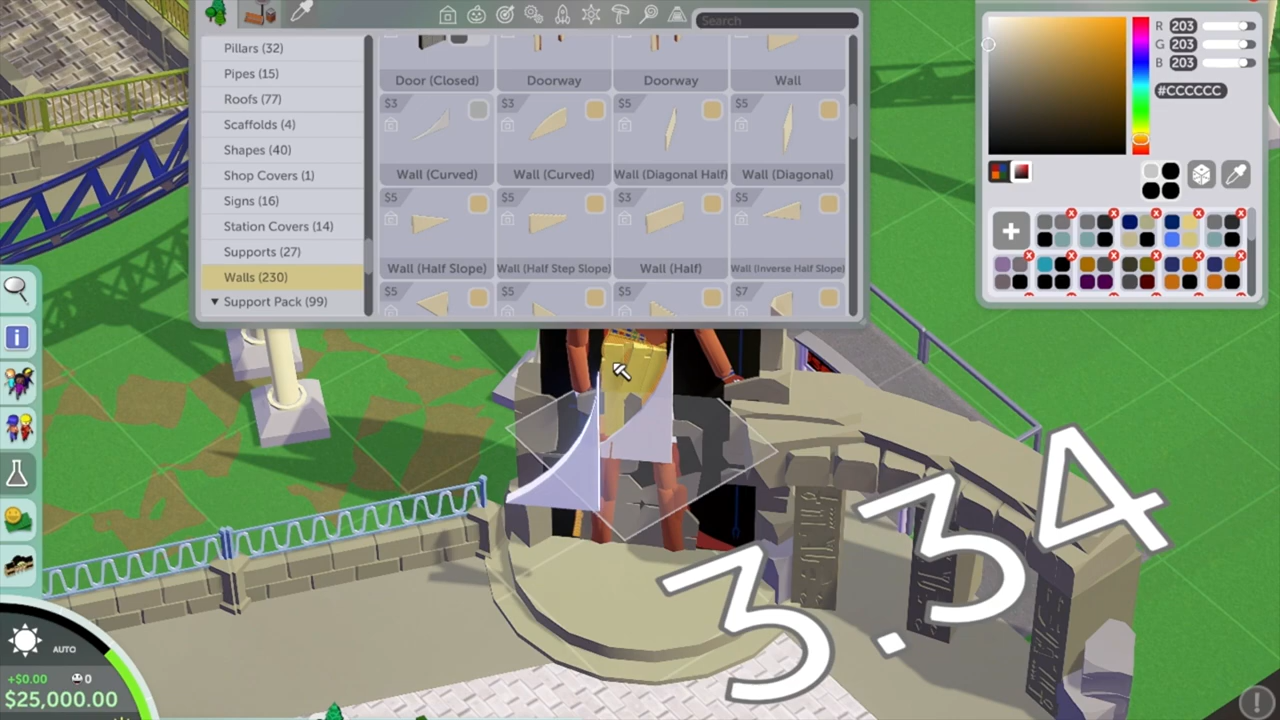 Search
Pillars (32)
Pipes (15)
Roofs (77)
Scaffolds (4)
Shapes (40)
Shop Covers (1)
Signs (16)
Station Covers (14)
Supports (27)
Walls (230)
Support Pack (99)
Door (Closed)
Doorway
Doorway
Wall
$3
$3
$5
$5
Wall (Curved)
Wall (Curved)
Wall (Diagonal Half)
Wall (Diagonal)
$5
$5
$3
$5
Wall (Half Slope)
Wall (Half Step Slope)
Wall (Half)
Wall (Inverse Half Slope)
$5
$5
$5
$7
R 203
G 203
B 203
#CCCCCC
3.34
AUTO
+$0.00
0
$25,000.00